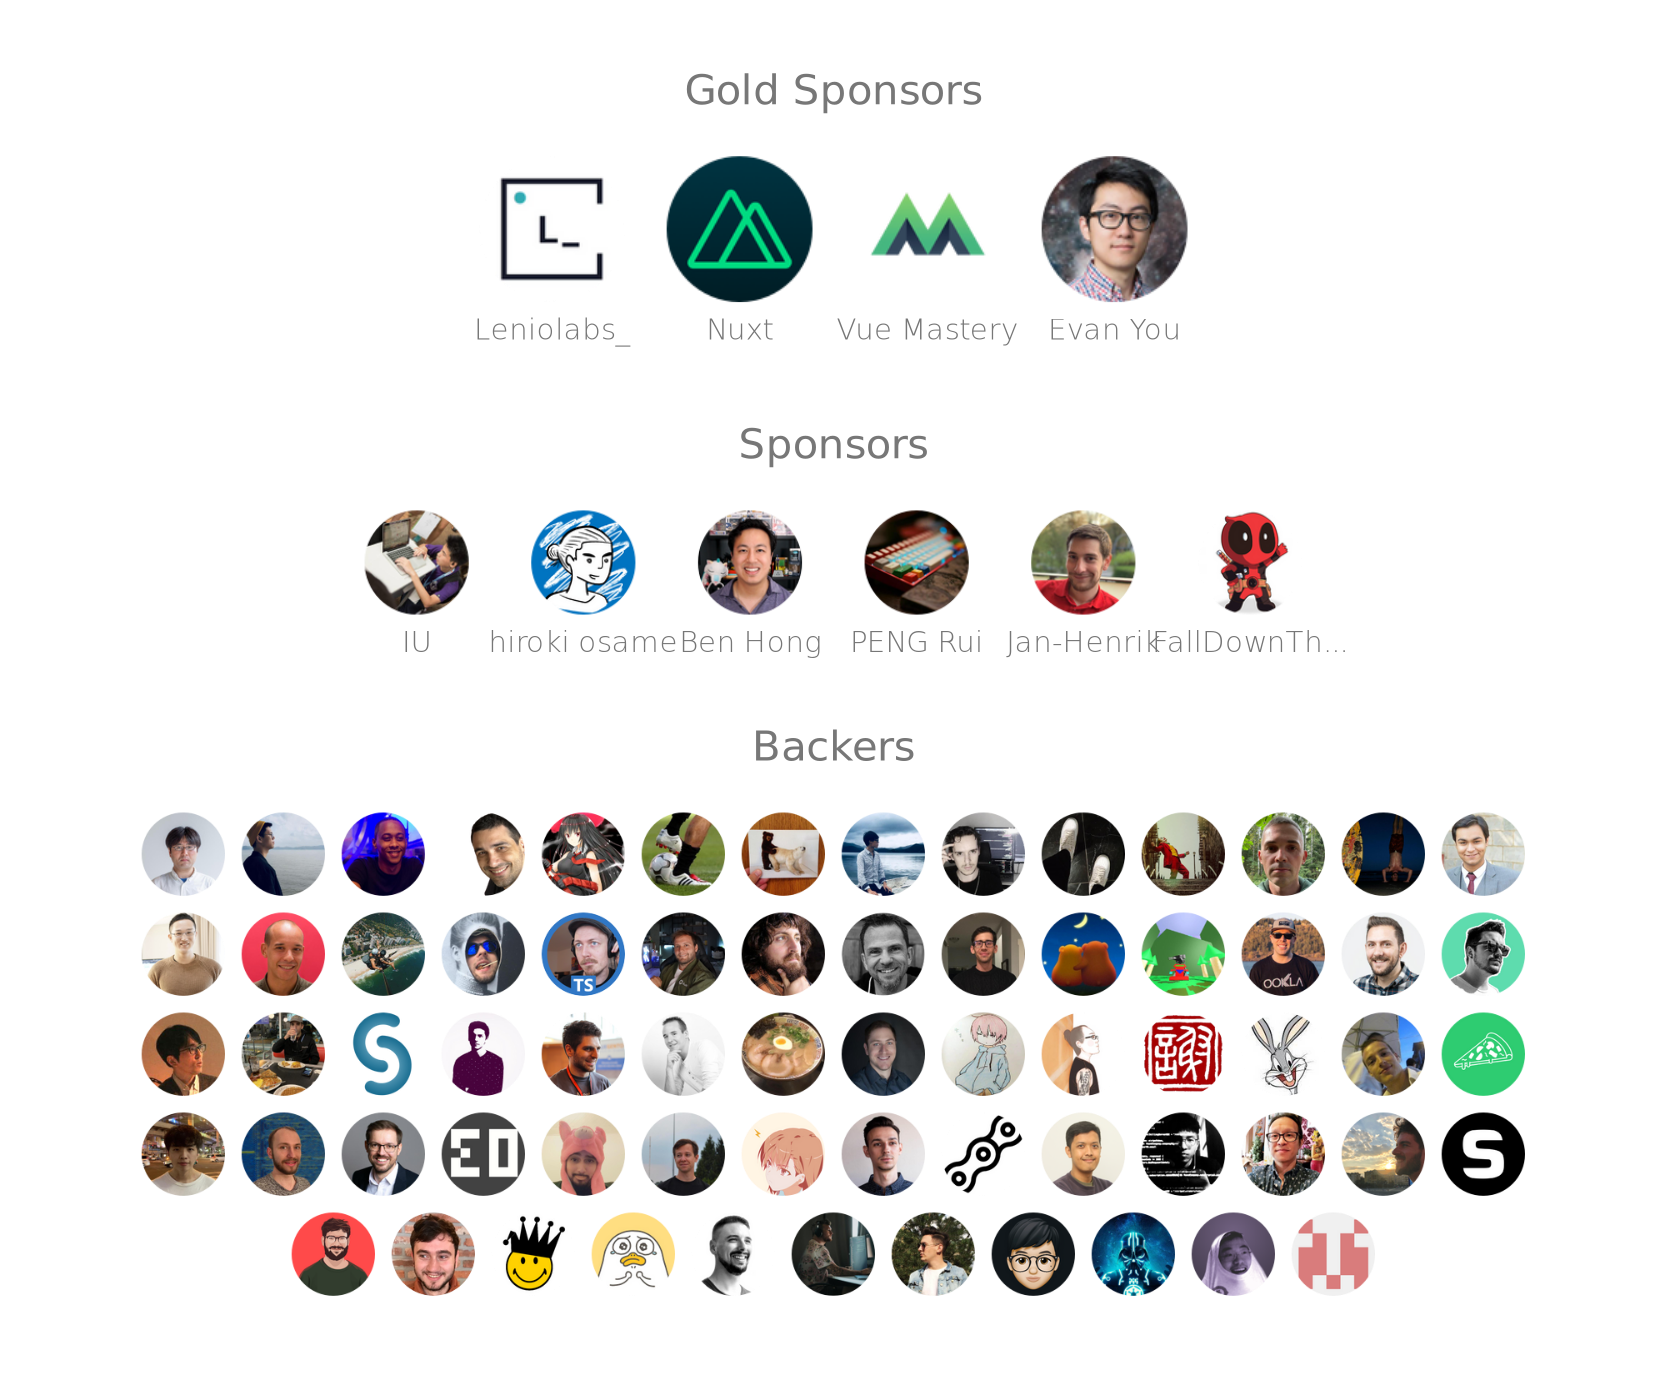 Gold Sponsors
L_
Leniolabs_ Nuxt Vue Mastery Evan You
Sponsors
IU hiroki osame Ben Hong PENG Rui Jan-Henrik FallDownTh...
Backers
TS
OOKLA
S
謝
S